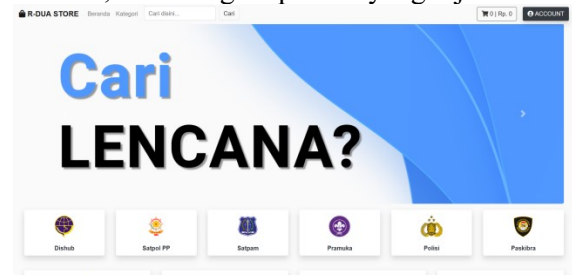 R-DUA STORE Beranda Kategori Cari disini... Cari 0 | Rp. 0 ACCOUNT
Cari
LENCANA?
Dishub Satpol PP Satpam Pramuka Polisi Paskibra